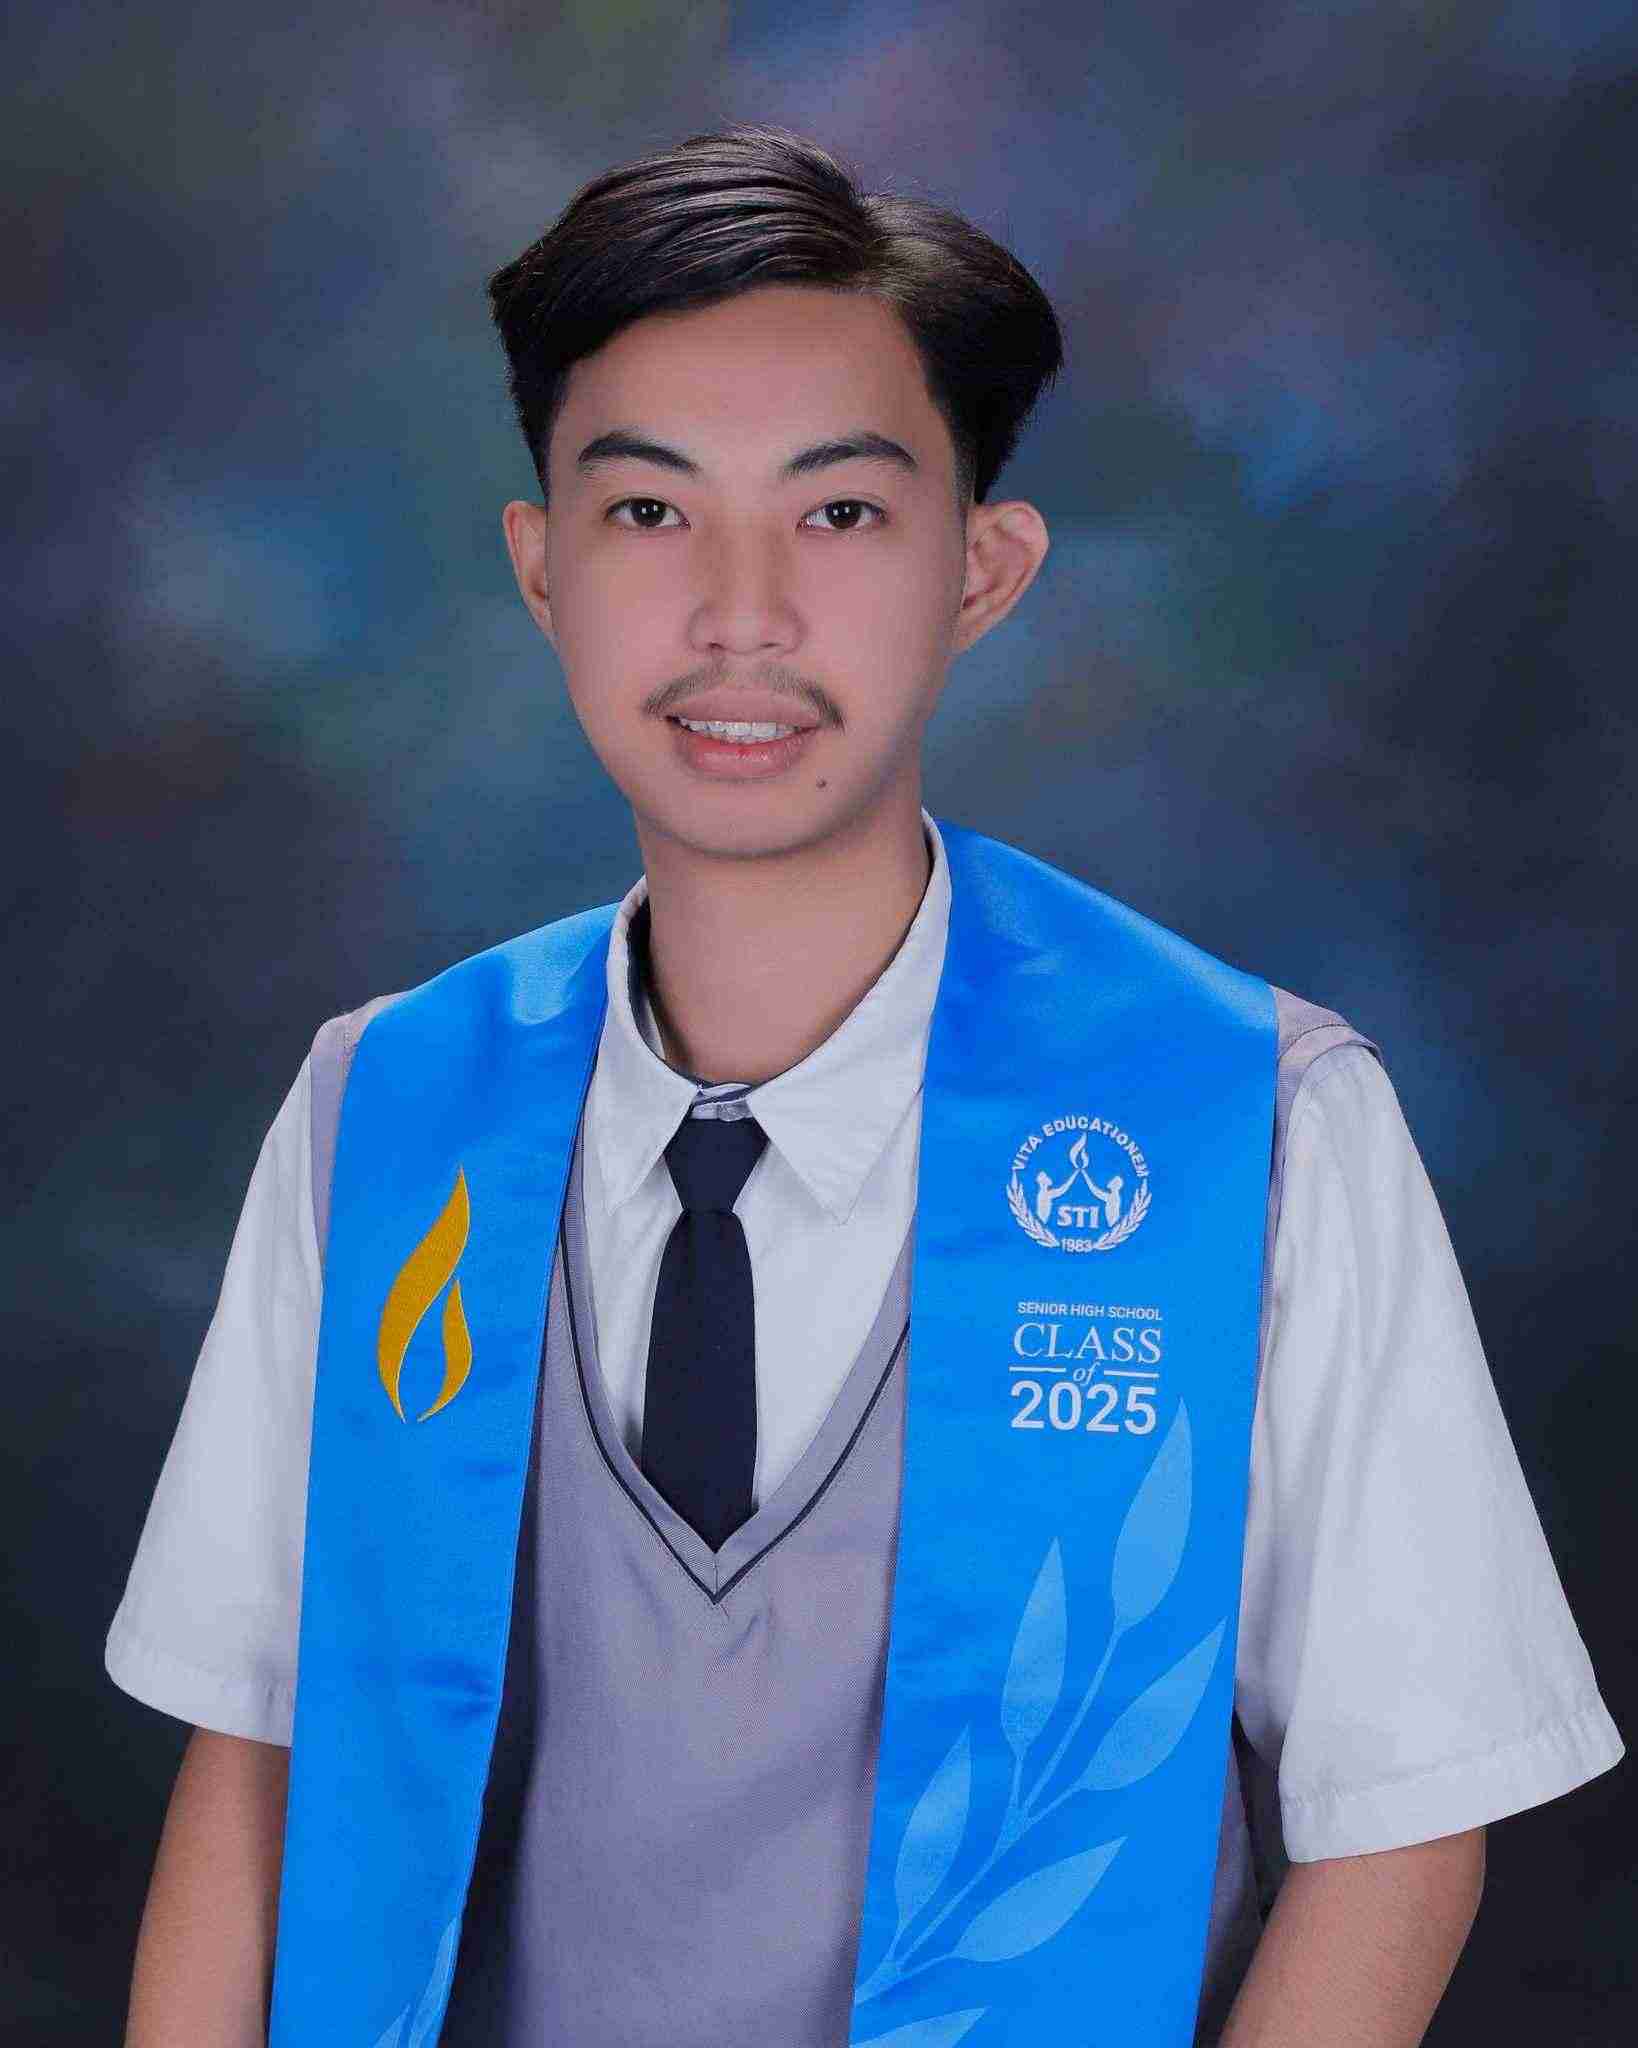 VITA EDUCATIONEM
STI
1983
SENIOR HIGH SCHOOL
CLASS
of
2025